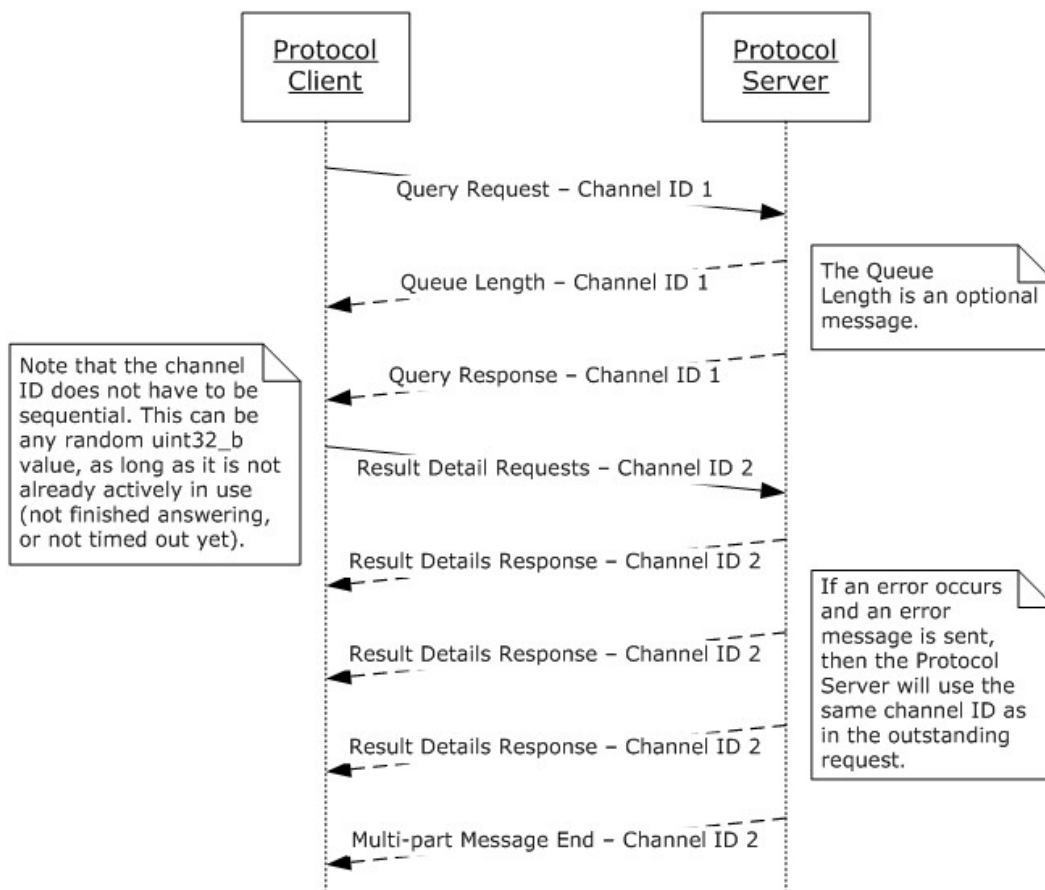 Protocol
Client
Protocol
Server
Query Request – Channel ID 1
Queue Length – Channel ID 1
The Queue
Length is an optional
message.
Query Response – Channel ID 1
Note that the channel
ID does not have to be
sequential. This can be
any random uint32_b
value, as long as it is not
already actively in use
(not finished answering,
or not timed out yet).
Result Detail Requests – Channel ID 2
Result Details Response – Channel ID 2
If an error occurs
and an error
message is sent,
then the Protocol
Server will use the
same channel ID as
in the outstanding
request.
Result Details Response – Channel ID 2
Result Details Response – Channel ID 2
Multi-part Message End – Channel ID 2